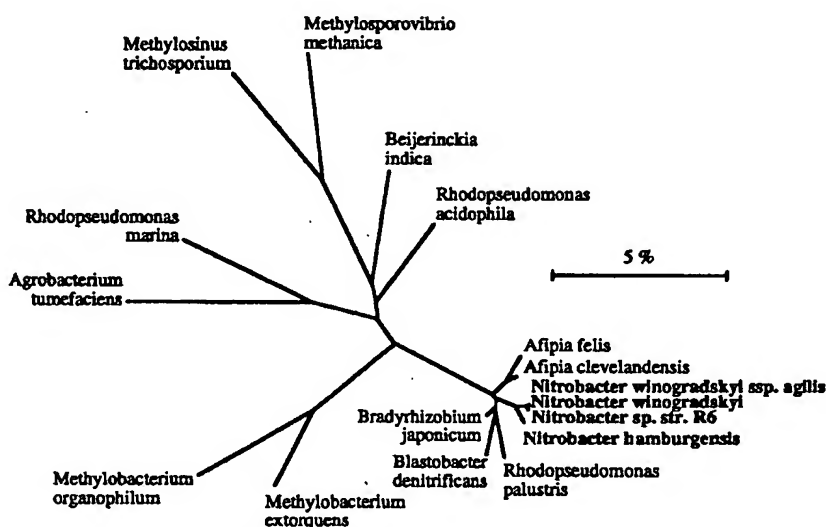 Methylosporovibrio
methanica
Methylosinus
trichosporium
Beijerinckia
indica
Rhodopseudomonas
acidophila
Rhodopseudomonas
marina
5 %
Agrobacterium
tumefaciens
Afipia felis
Afipia clevelandensis
Nitrobacter winogradskyi ssp. agilis
Nitrobacter winogradskyi
Nitrobacter sp. str. R6
Nitrobacter hamburgensis
Bradyrhizobium
japonicum
Blastobacter
denitrificans
Rhodopseudomonas
palustris
Methylobacterium
organophilum
Methylobacterium
extorquens